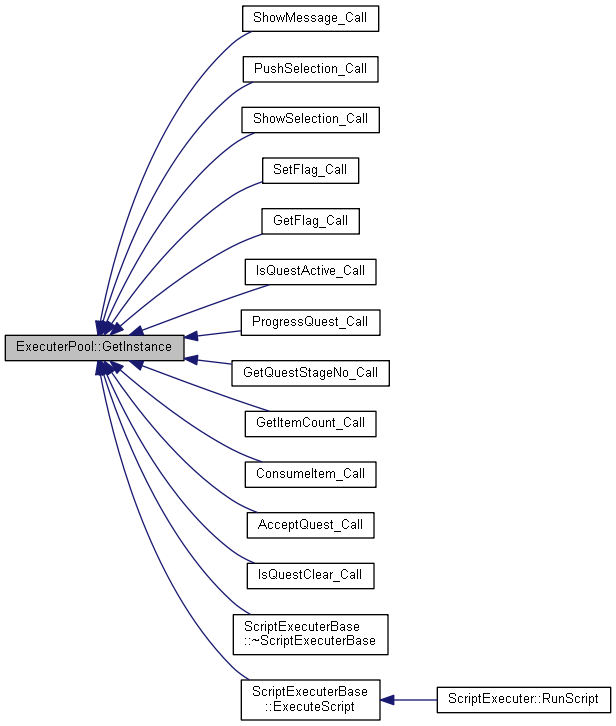 ShowMessage_Call
PushSelection_Call
ShowSelection_Call
SetFlag_Call
GetFlag_Call
IsQuestActive_Call
ProgressQuest_Call
ExecuterPool::GetInstance
GetQuestStageNo_Call
GetItemCount_Call
ConsumeItem_Call
AcceptQuest_Call
IsQuestClear_Call
ScriptExecuterBase
::~ScriptExecuterBase
ScriptExecuterBase
::ExecuteScript
ScriptExecuter::RunScript